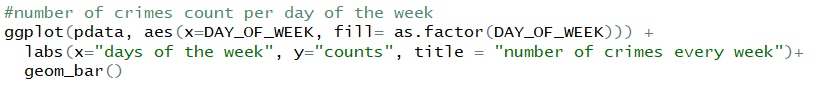 #number of crimes count per day of the week
ggplot(pdata, aes(x=DAY_OF_WEEK, fill= as.factor(DAY_OF_WEEK))) +
  labs(x="days of the week", y="counts", title = "number of crimes every week")+
  geom_bar()